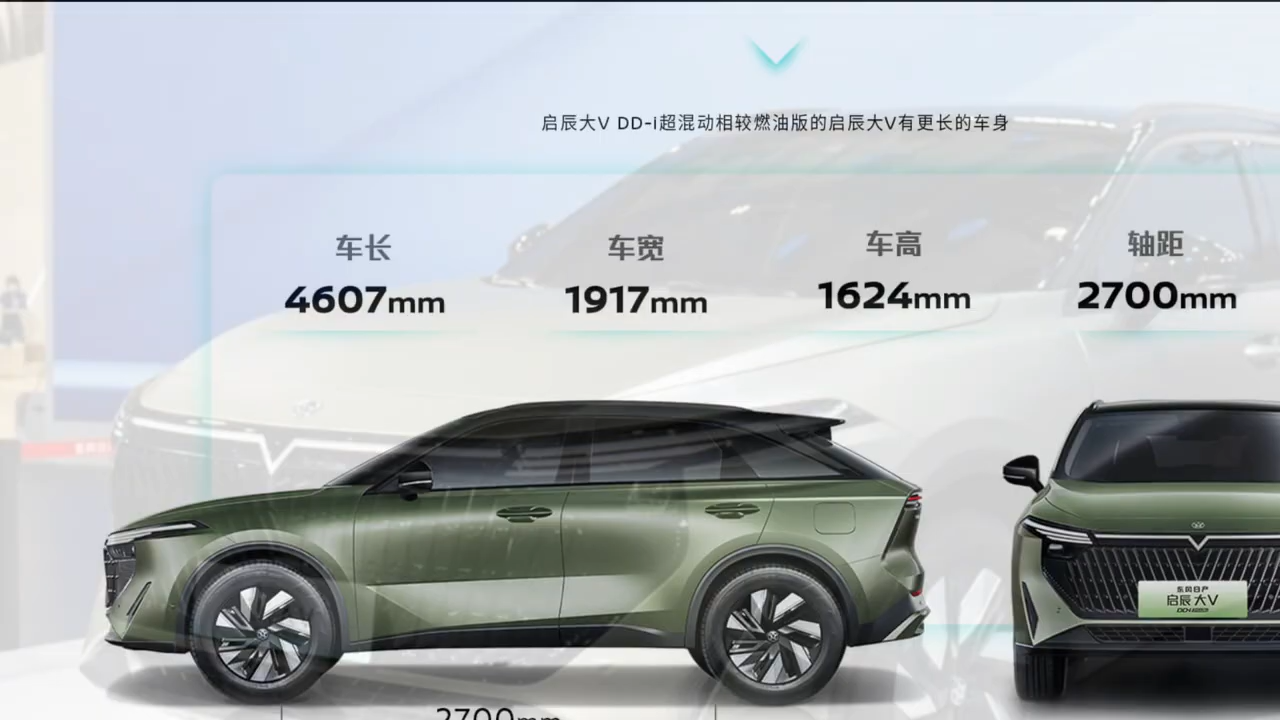 启辰大V DD-i超混动相较燃油版的启辰大V有更长的车身
车长 车宽 车高 轴距
4607mm 1917mm 1624mm 2700mm
东风日产
启辰大V
2700mm